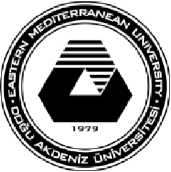 EASTERN MEDITERRANEAN UNIVERSITY
1979
DOĞU AKDENİZ ÜNİVERSİTESİ